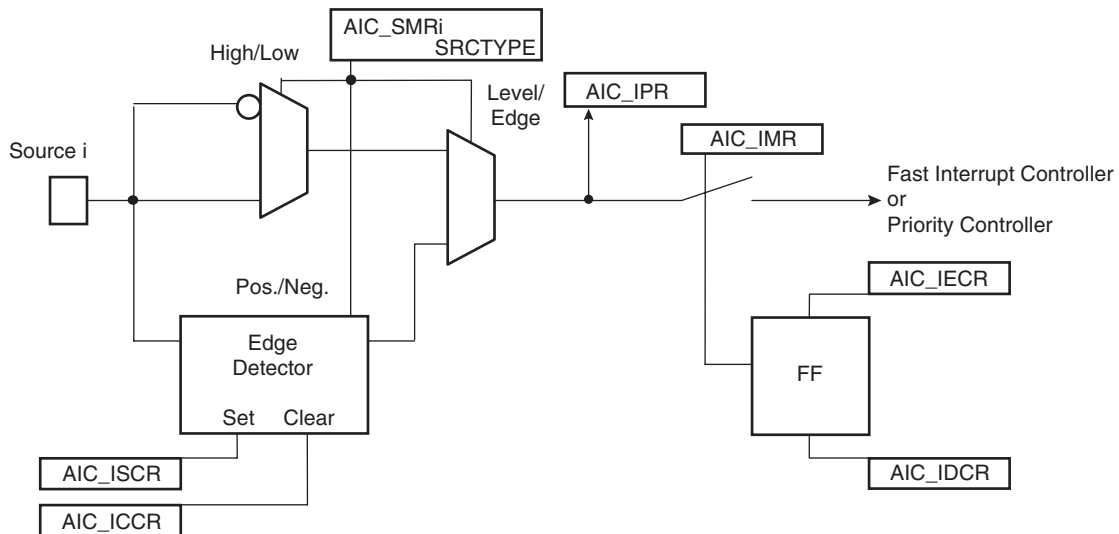 AIC_SMRi
SRCTYPE
High/Low
Level/
Edge
AIC_IPR
AIC_IMR
Source i
Fast Interrupt Controller
or
Priority Controller
Pos./Neg.
AIC_IECR
Edge
Detector
FF
Set Clear
AIC_ISCR
AIC_IDCR
AIC_ICCR